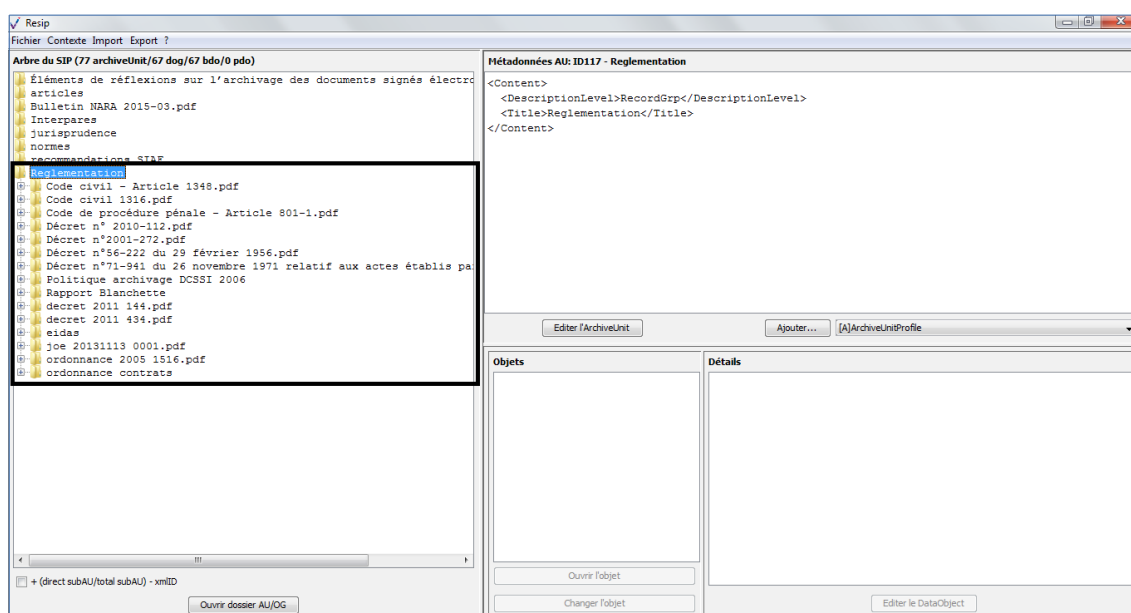 Resip
Fichier Contexte Import Export ?
Arbre du SIP (77 archiveUnit/67 dog/67 bdo/0 pdo)
Éléments de réflexions sur l'archivage des documents signés électro
articles
Bulletin NARA 2015-03.pdf
Interpares
jurisprudence
normes
recommandations SIAF
Reglementation
Code civil - Article 1348.pdf
Code civil 1316.pdf
Code de procédure pénale - Article 801-1.pdf
Décret n° 2010-112.pdf
Décret n°2001-272.pdf
Décret n°56-222 du 29 février 1956.pdf
Décret n°71-941 du 26 novembre 1971 relatif aux actes établis pa
Politique archivage DCSSI 2006
Rapport Blanchette
decret 2011 144.pdf
decret 2011 434.pdf
eidas
joe 20131113 0001.pdf
ordonnance 2005 1516.pdf
ordonnance contrats
+ (direct subAU/total subAU) - xmlID
Ouvrir dossier AU/OG
Métadonnées AU: ID117 - Reglementation
<Content>
<DescriptionLevel>RecordGrp</DescriptionLevel>
<Title>Reglementation</Title>
</Content>
Editer l'ArchiveUnit
Ajouter...
[A]ArchiveUnitProfile
Objets
Ouvrir l'objet
Changer l'objet
Détails
Editer le DataObject